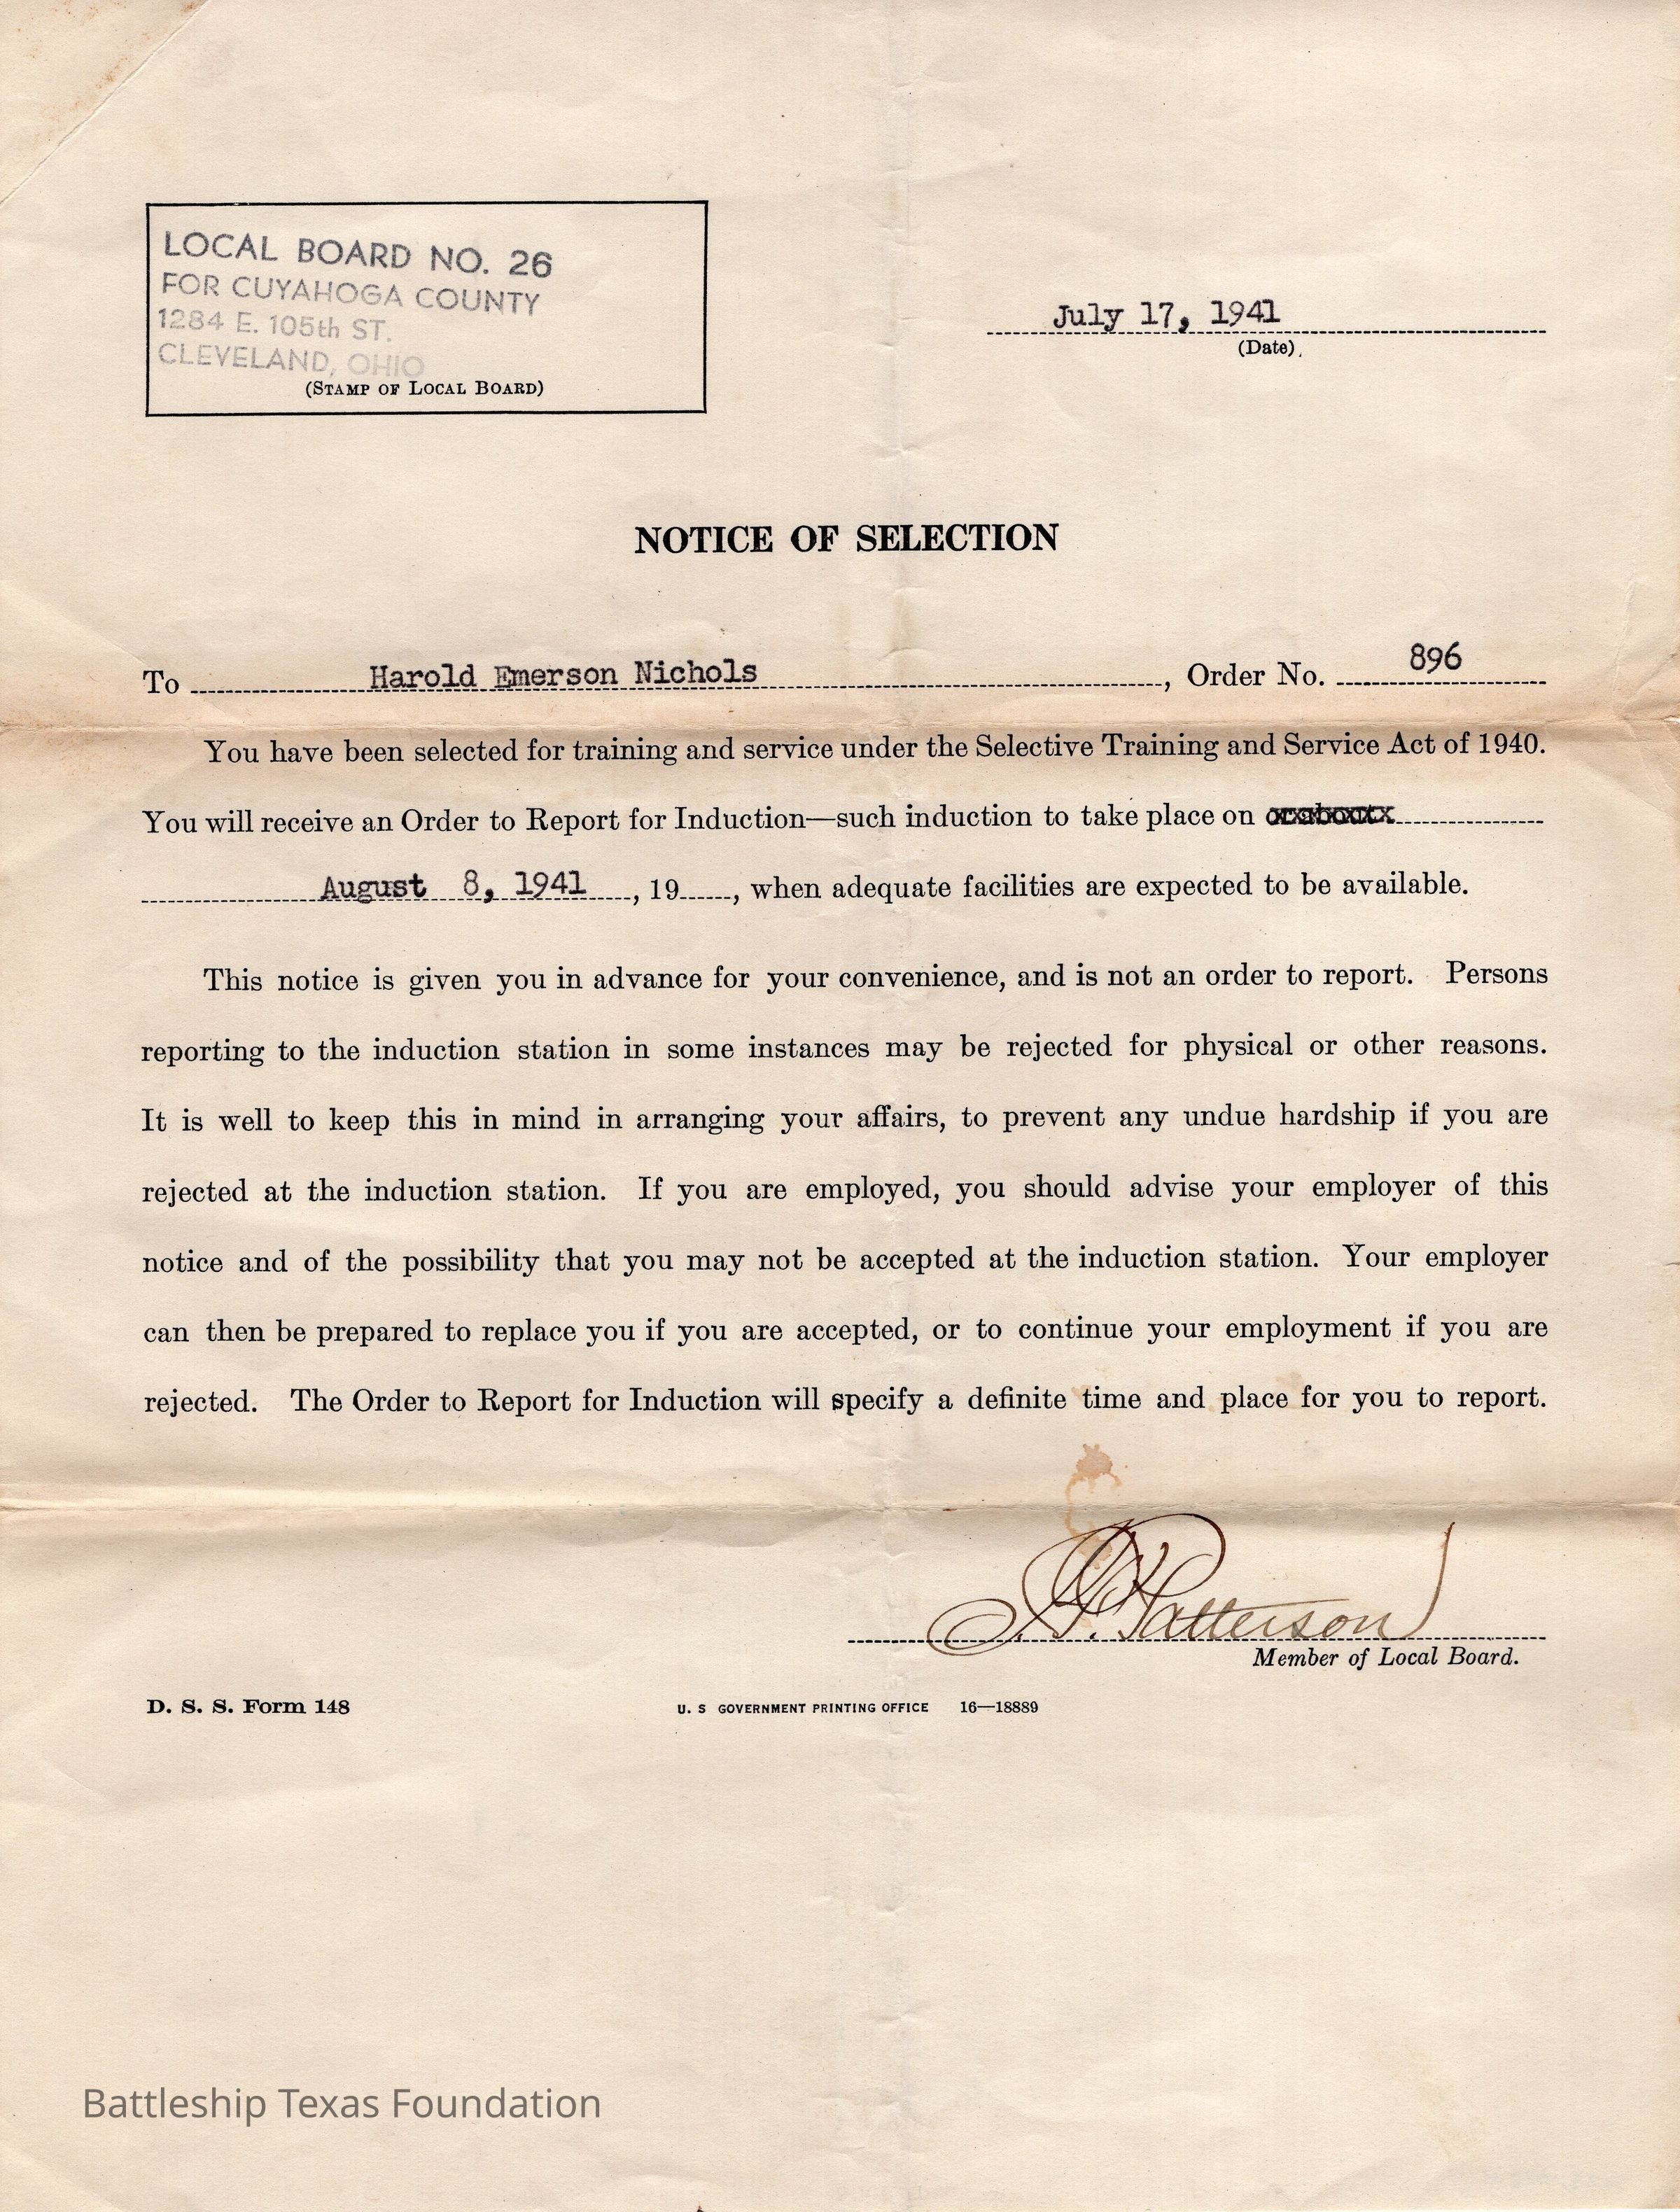 LOCAL BOARD NO. 26
FOR CUYAHOGA COUNTY
1284 E. 105th ST.
CLEVELAND, OHIO
(STAMP OF LOCAL BOARD)
July 17, 1941
(Date)
NOTICE OF SELECTION
To Harold Emerson Nichols, Order No. 896
You have been selected for training and service under the Selective Training and Service Act of 1940.
You will receive an Order to Report for Induction—such induction to take place on
August 8, 1941, 19, when adequate facilities are expected to be available.
This notice is given you in advance for your convenience, and is not an order to report. Persons
reporting to the induction station in some instances may be rejected for physical or other reasons.
It is well to keep this in mind in arranging your affairs, to prevent any undue hardship if you are
rejected at the induction station. If you are employed, you should advise your employer of this
notice and of the possibility that you may not be accepted at the induction station. Your employer
can then be prepared to replace you if you are accepted, or to continue your employment if you are
rejected. The Order to Report for Induction will specify a definite time and place for you to report.
Patterson
Member of Local Board.
D. S. S. Form 148
U. S GOVERNMENT PRINTING OFFICE 16—18889
Battleship Texas Foundation